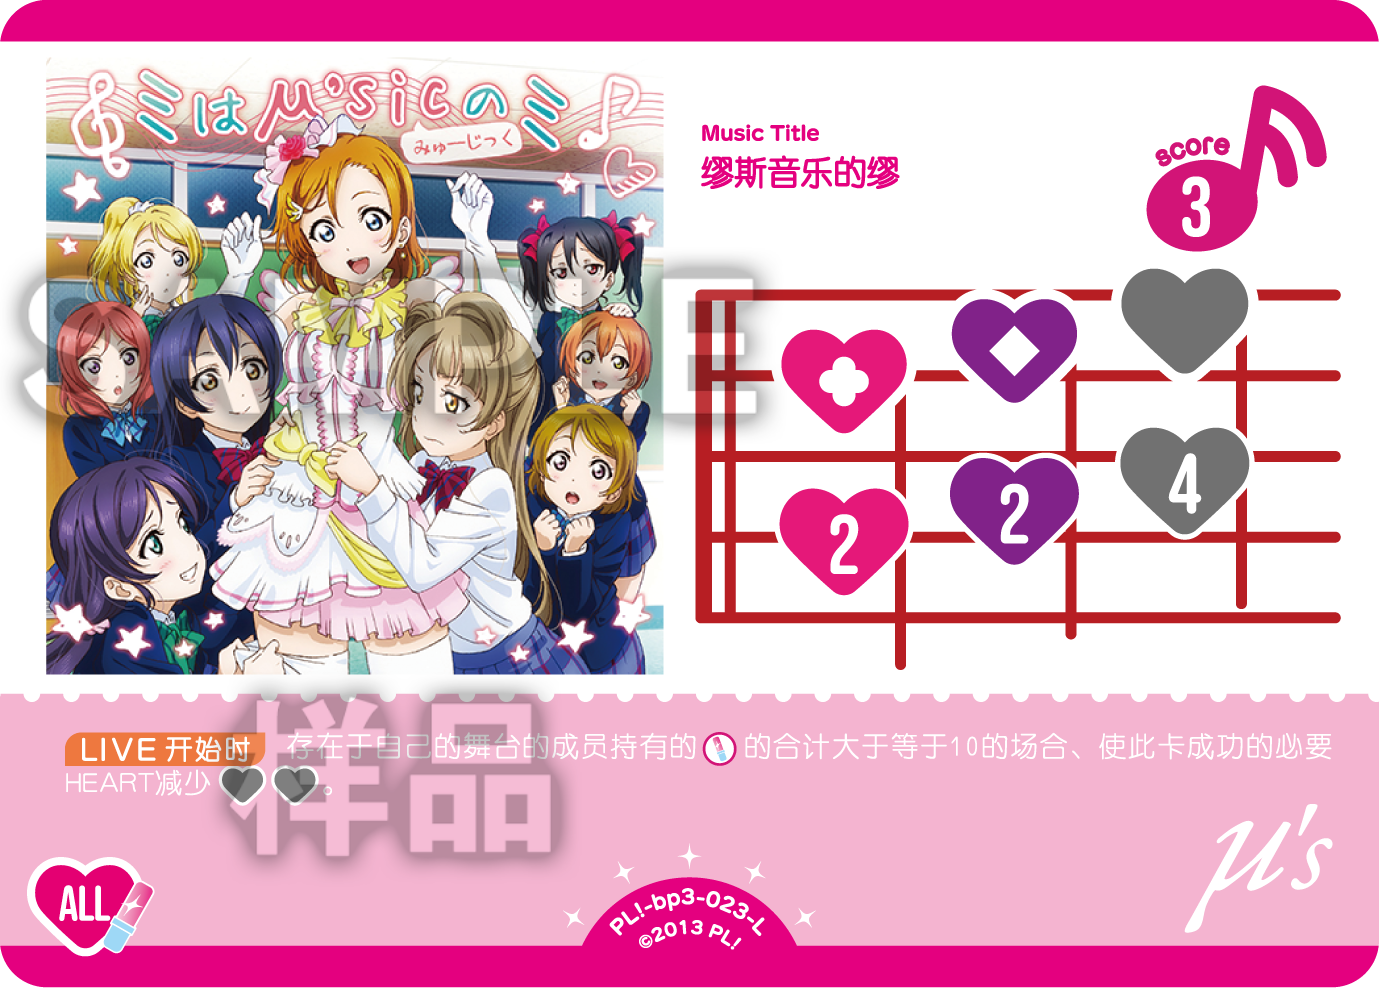 ミは μ'sic のミ
みゅーじっく
Music Title
缪斯音乐的缪
score
3
2
2
4
SAMPLE
样品
LIVE 开始时 存在于自己的舞台的成员持有的 的合计大于等于10的场合、使此卡成功的必要
HEART减少 。
μ's
ALL
PL!-bp3-023-L
©2013 PL!